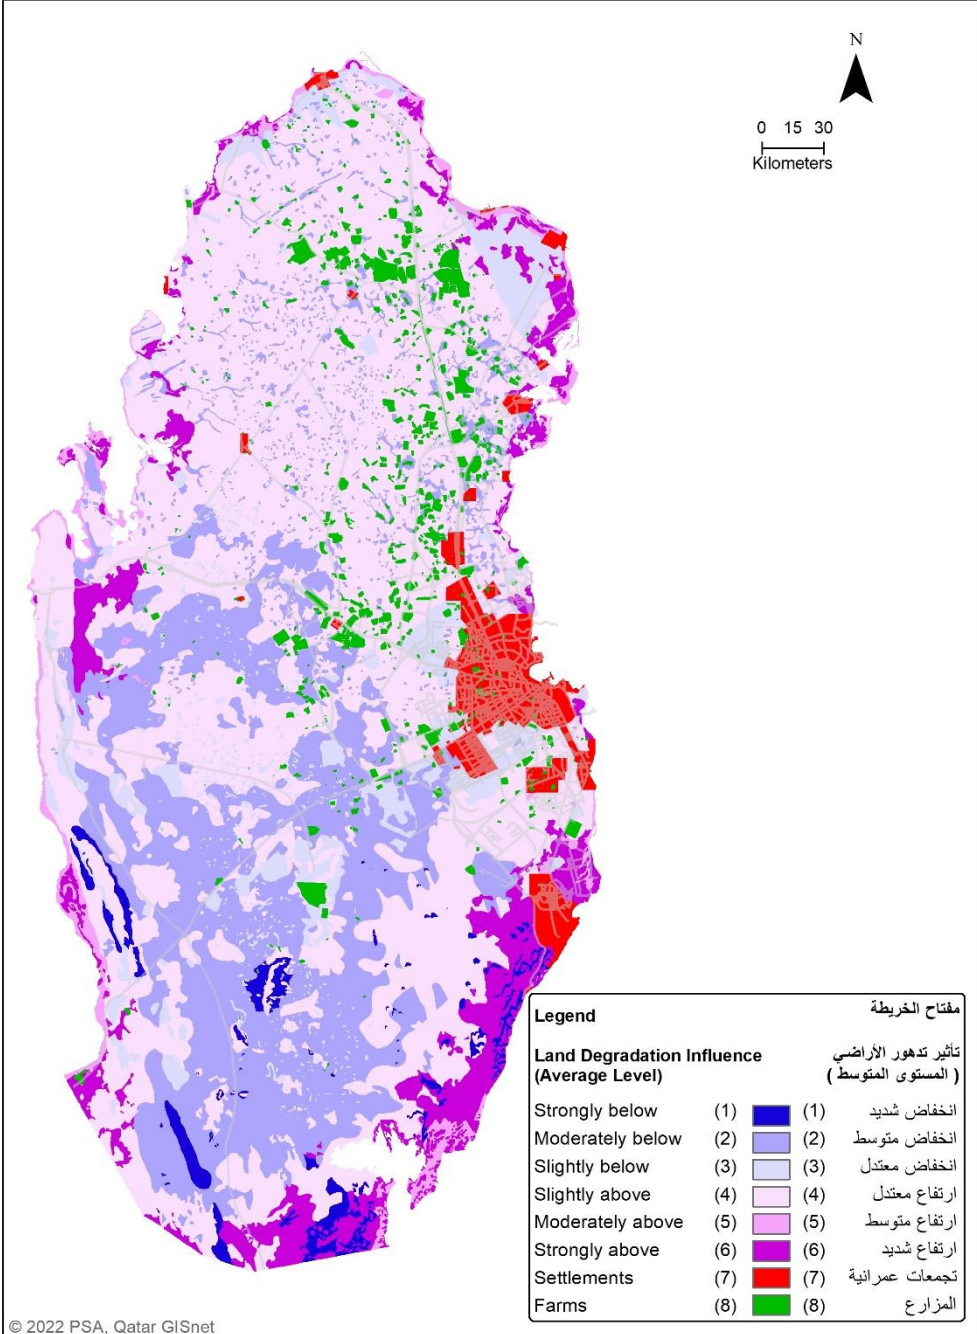 N
0 15 30
Kilometers
Legend
مفتاح الخريطة
Land Degradation Influence
(Average Level)
تأثير تدهور الأراضي
( المستوى المتوسط )
Strongly below (1) (1) انخفاض شديد
Moderately below (2) (2) انخفاض متوسط
Slightly below (3) (3) انخفاض معتدل
Slightly above (4) (4) ارتفاع معتدل
Moderately above (5) (5) ارتفاع متوسط
Strongly above (6) (6) ارتفاع شديد
Settlements (7) (7) تجمعات عمرانية
Farms (8) (8) المزارع
© 2022 PSA, Qatar GISnet